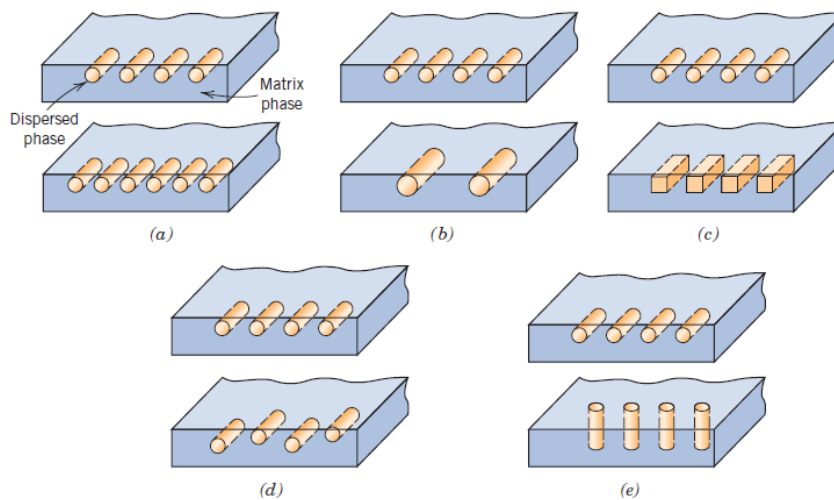 Matrix
phase
Dispersed
phase
(a)
(b)
(c)
(d)
(e)